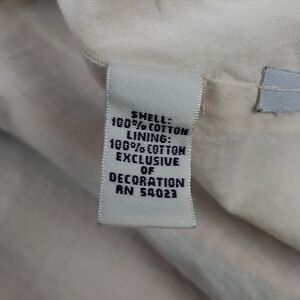 SHELL:
100% COTTON
LINING:
100% COTTON
EXCLUSIVE
OF
DECORATION
RN 54023